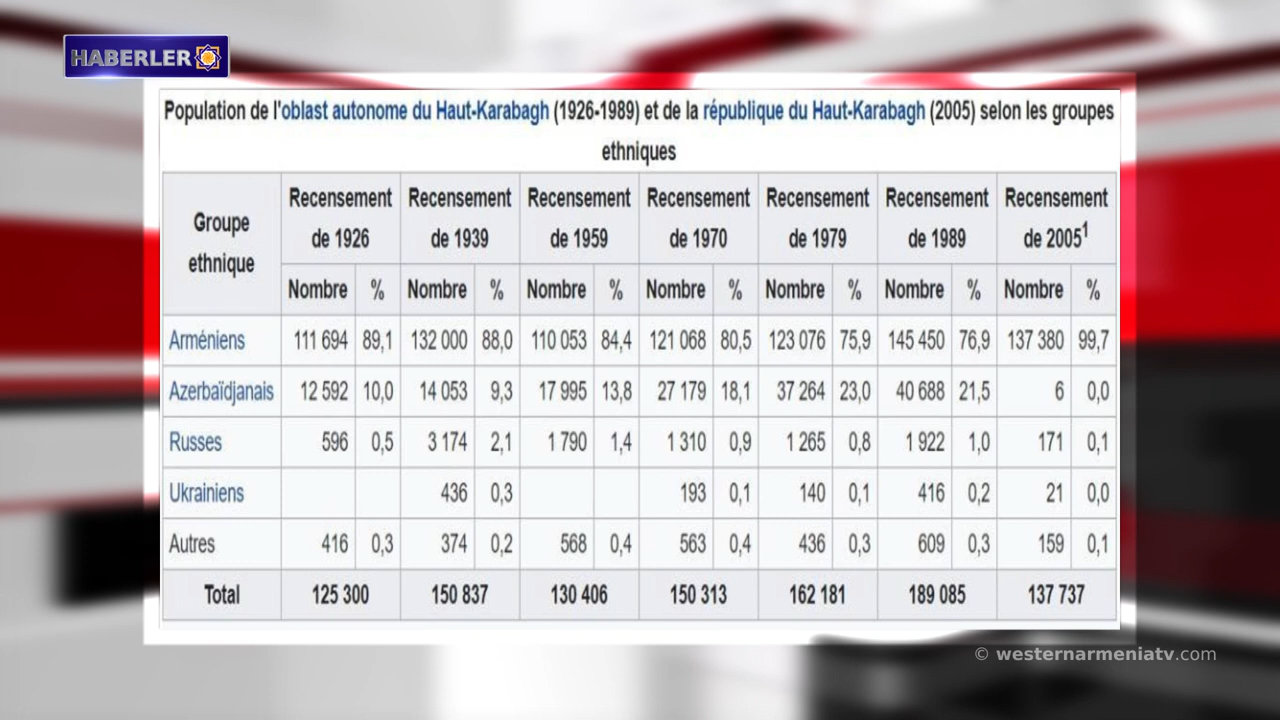 HABERLER
Population de l'oblast autonome du Haut-Karabagh (1926-1989) et de la république du Haut-Karabagh (2005) selon les groupes
ethniques
Groupe ethnique Recensement de 1926 Recensement de 1939 Recensement de 1959 Recensement de 1970 Recensement de 1979 Recensement de 1989 Recensement de 2005¹
Nombre % Nombre % Nombre % Nombre % Nombre % Nombre % Nombre %
Arméniens 111 694 89,1 132 000 88,0 110 053 84,4 121 068 80,5 123 076 75,9 145 450 76,9 137 380 99,7
Azerbaïdjanais 12 592 10,0 14 053 9,3 17 995 13,8 27 179 18,1 37 264 23,0 40 688 21,5 6 0,0
Russes 596 0,5 3 174 2,1 1 790 1,4 1 310 0,9 1 265 0,8 1 922 1,0 171 0,1
Ukrainiens 436 0,3 193 0,1 140 0,1 416 0,2 21 0,0
Autres 416 0,3 374 0,2 568 0,4 563 0,4 436 0,3 609 0,3 159 0,1
Total 125 300 150 837 130 406 150 313 162 181 189 085 137 737
© westernarmeniatv.com